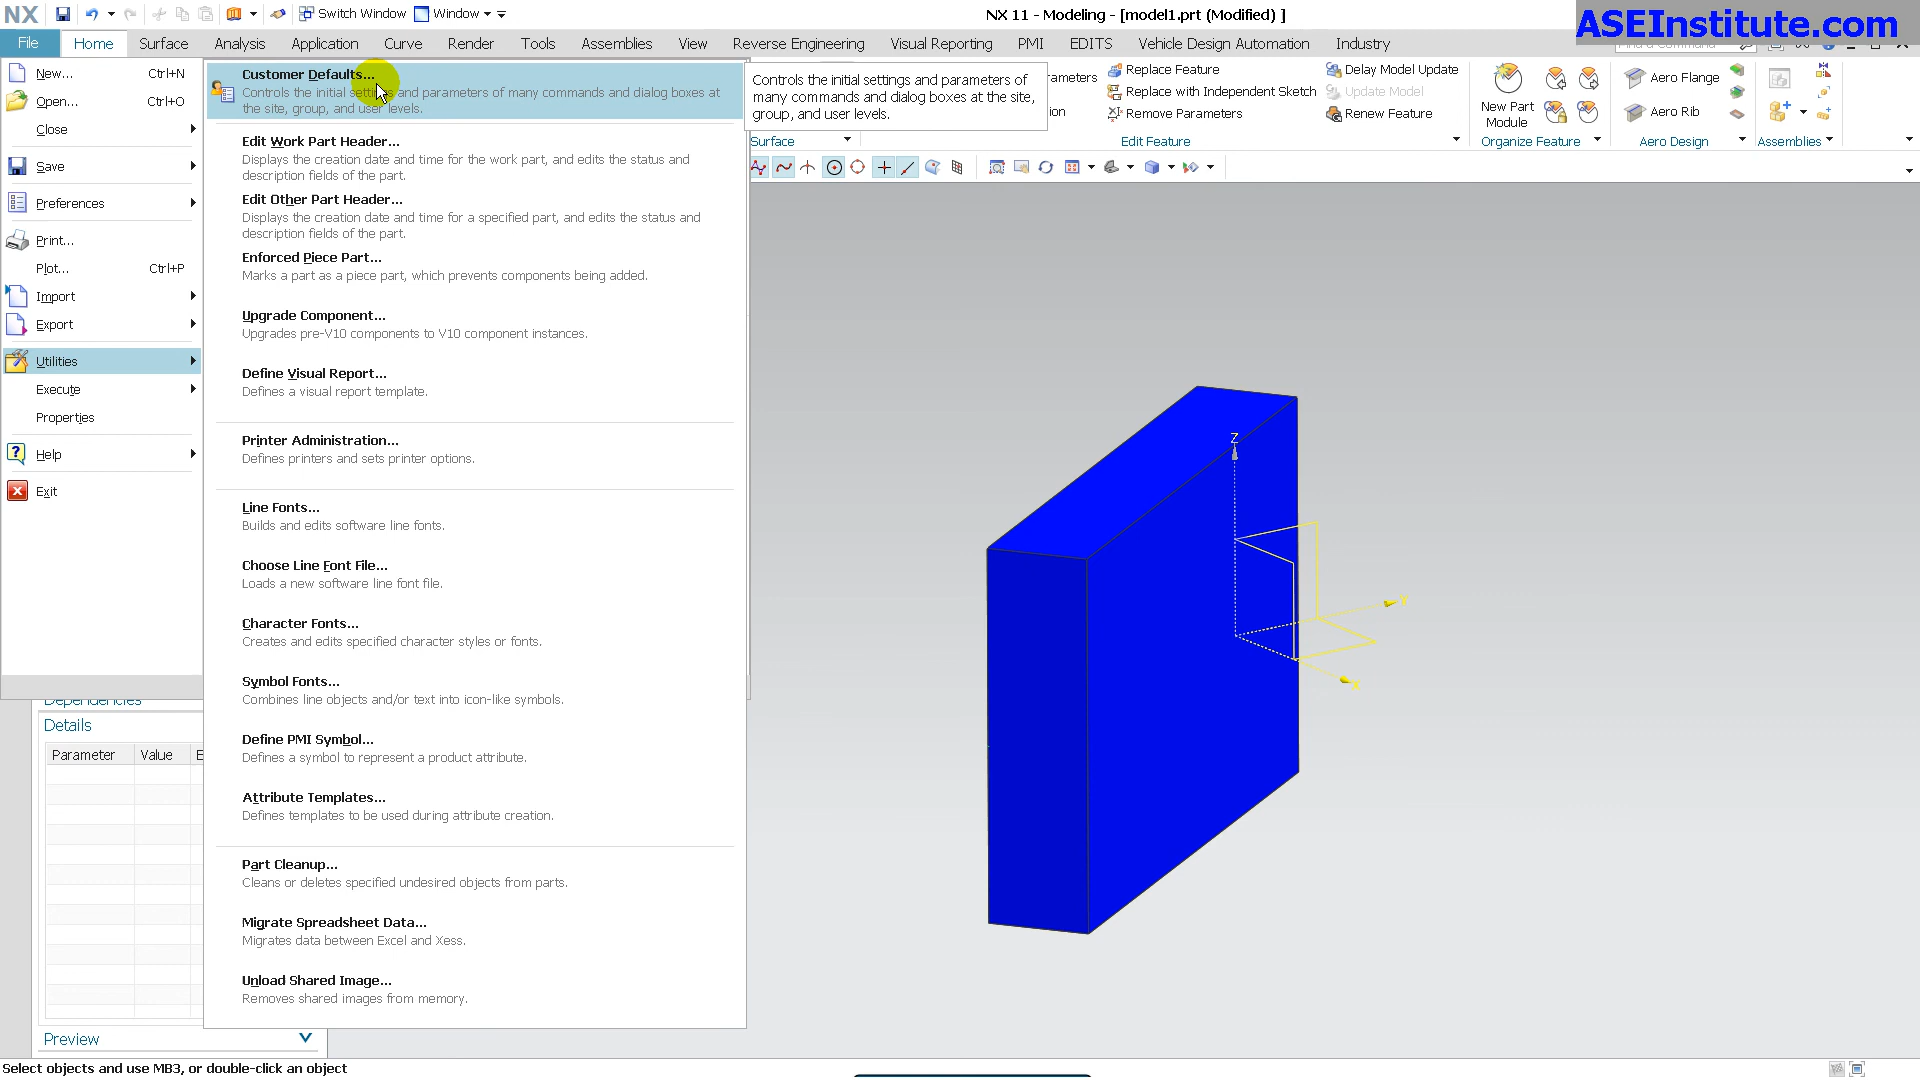 NX
Switch Window
Window
NX 11 - Modeling - [model1.prt (Modified) ]
ASEInstitute.com
File
Home
Surface
Analysis
Application
Curve
Render
Tools
Assemblies
View
Reverse Engineering
Visual Reporting
PMI
EDITS
Vehicle Design Automation
Industry
New... Ctrl+N
Open... Ctrl+O
Close
Save
Preferences
Print...
Plot... Ctrl+P
Import
Export
Utilities
Execute
Properties
Help
Exit
Customer Defaults...
Controls the initial settings and parameters of many commands and dialog boxes at
the site, group, and user levels.
Edit Work Part Header...
Displays the creation date and time for the work part, and edits the status and
description fields of the part.
Edit Other Part Header...
Displays the creation date and time for a specified part, and edits the status and
description fields of the part.
Enforced Piece Part...
Marks a part as a piece part, which prevents components being added.
Upgrade Component...
Upgrades pre-V10 components to V10 component instances.
Define Visual Report...
Defines a visual report template.
Printer Administration...
Defines printers and sets printer options.
Line Fonts...
Builds and edits software line fonts.
Choose Line Font File...
Loads a new software line font file.
Character Fonts...
Creates and edits specified character styles or fonts.
Symbol Fonts...
Combines line objects and/or text into icon-like symbols.
Define PMI Symbol...
Defines a symbol to represent a product attribute.
Attribute Templates...
Defines templates to be used during attribute creation.
Part Cleanup...
Cleans or deletes specified undesired objects from parts.
Migrate Spreadsheet Data...
Migrates data between Excel and Xess.
Unload Shared Image...
Removes shared images from memory.
Controls the initial settings and parameters of
many commands and dialog boxes at the site,
group, and user levels.
Surface
Replace Feature
Replace with Independent Sketch
Remove Parameters
Delay Model Update
Update Model
Renew Feature
Edit Feature
New Part
Module
Organize Feature
Aero Flange
Aero Rib
Aero Design
Assemblies
Z
Y
X
Dependencies
Details
Parameter
Value
E
Preview
Select objects and use MB3, or double-click an object